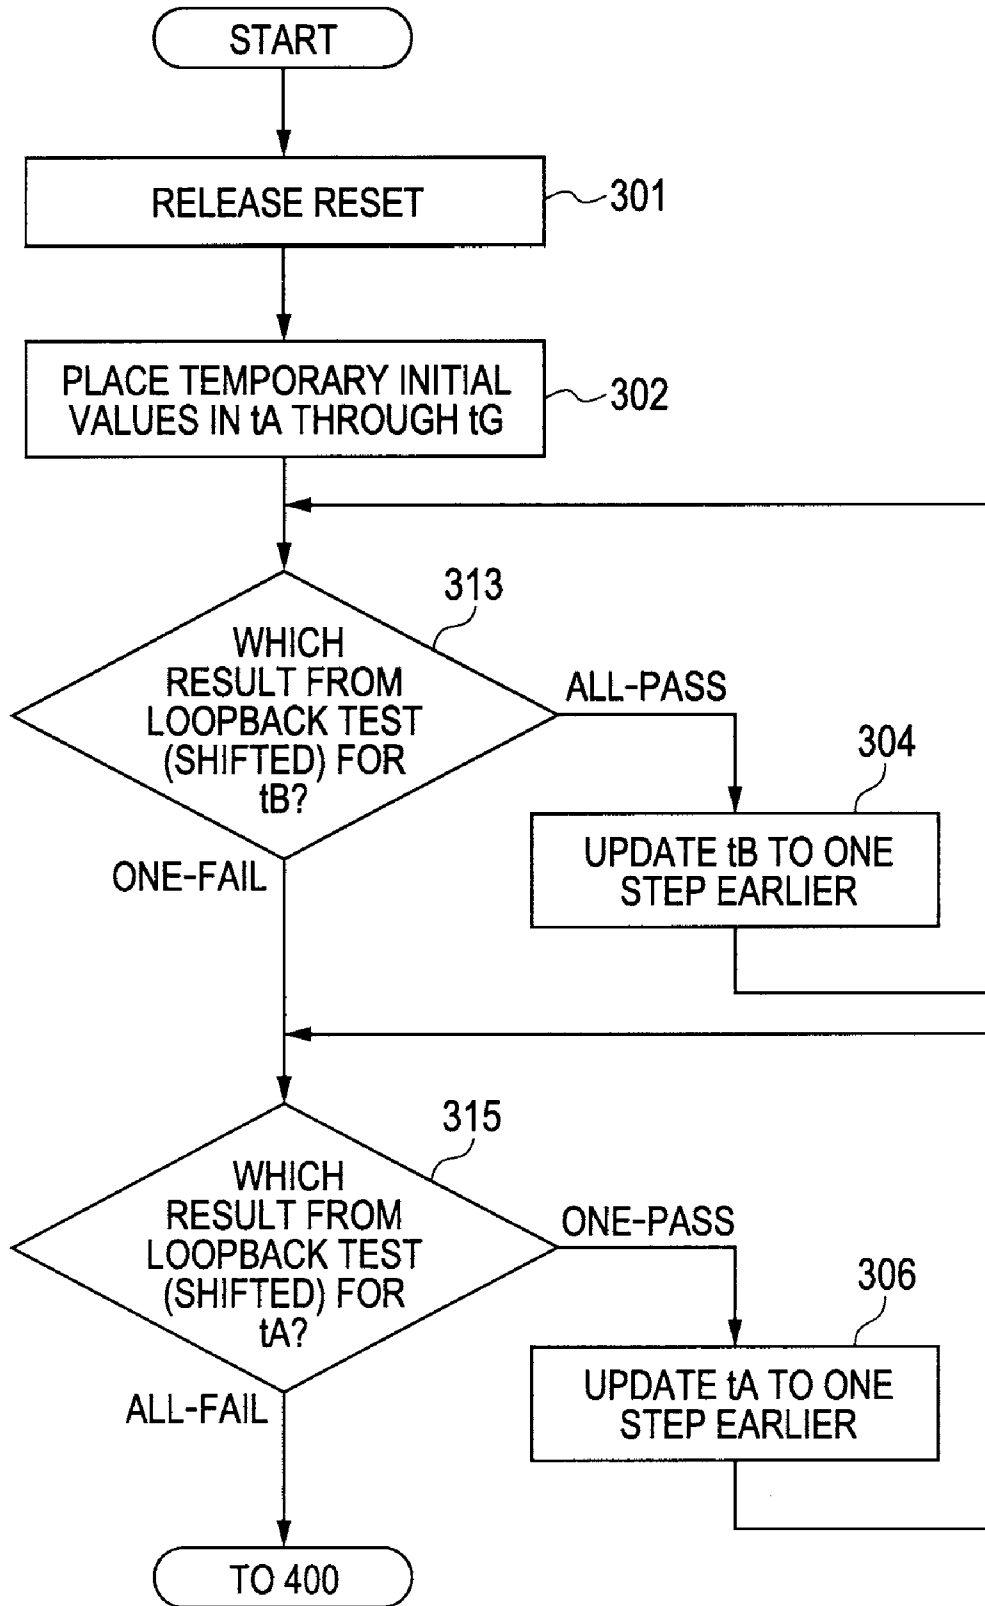 START
RELEASE RESET
301
PLACE TEMPORARY INITIAL
VALUES IN tA THROUGH tG
302
313
WHICH
RESULT FROM
LOOPBACK TEST
(SHIFTED) FOR
tB?
ALL-PASS
304
UPDATE tB TO ONE
STEP EARLIER
ONE-FAIL
315
WHICH
RESULT FROM
LOOPBACK TEST
(SHIFTED) FOR
tA?
ONE-PASS
306
UPDATE tA TO ONE
STEP EARLIER
ALL-FAIL
TO 400